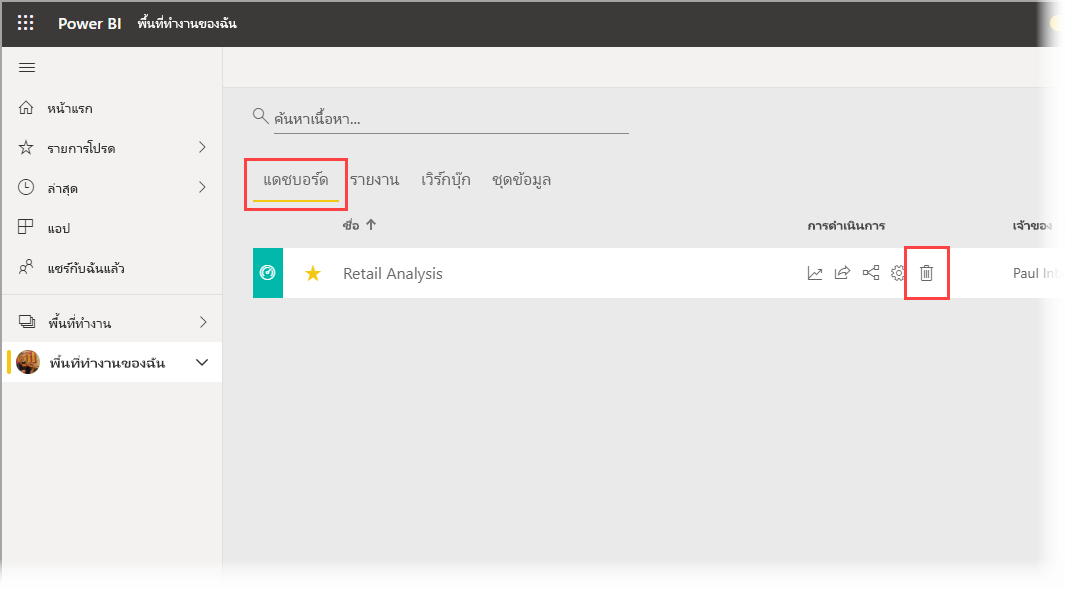 Power BI พื้นที่ทำงานของฉัน
หน้าแรก
รายการโปรด
ล่าสุด
แอป
แชร์กับฉันแล้ว
พื้นที่ทำงาน
พื้นที่ทำงานของฉัน
ค้นหาเนื้อหา...
แดชบอร์ด รายงาน เวิร์กบุ๊ก ชุดข้อมูล
ชื่อ การดำเนินการ เจ้าของ
Retail Analysis Paul